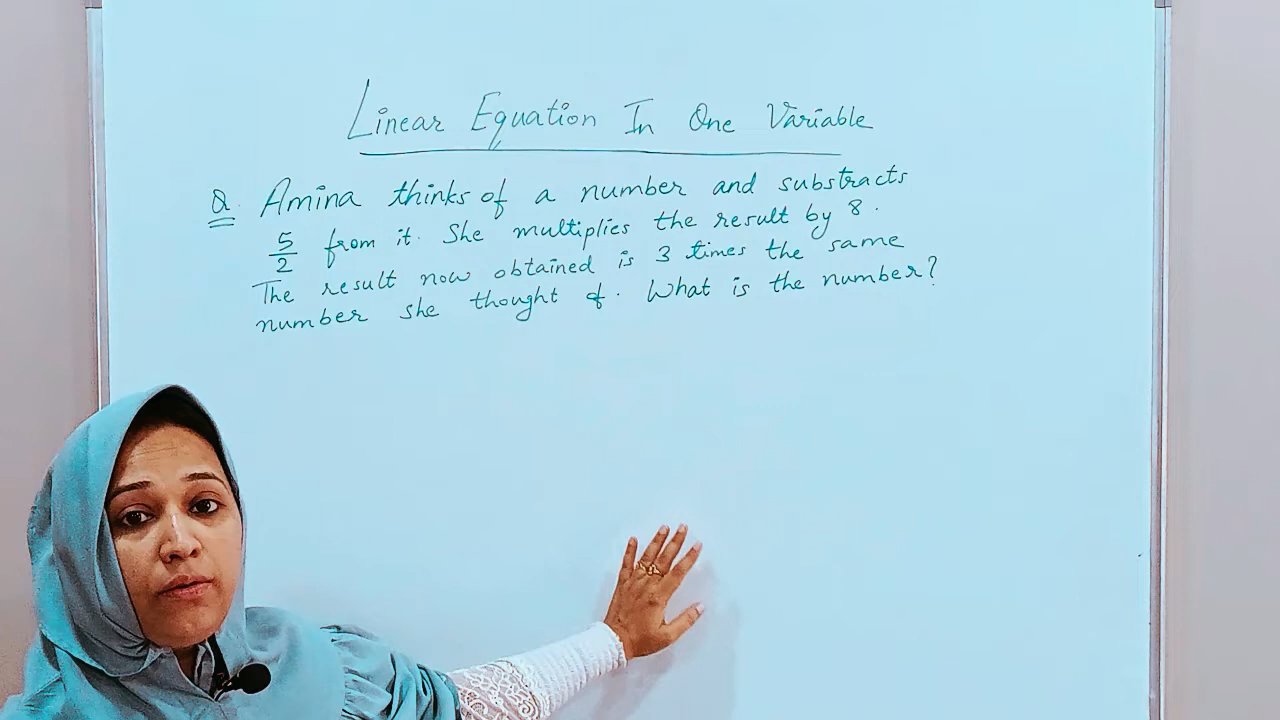 Linear Equation In One Variable
Q. Amina thinks of a number and substracts
5/2 from it. She multiplies the result by 8.
The result now obtained is 3 times the same
number she thought of. What is the number?